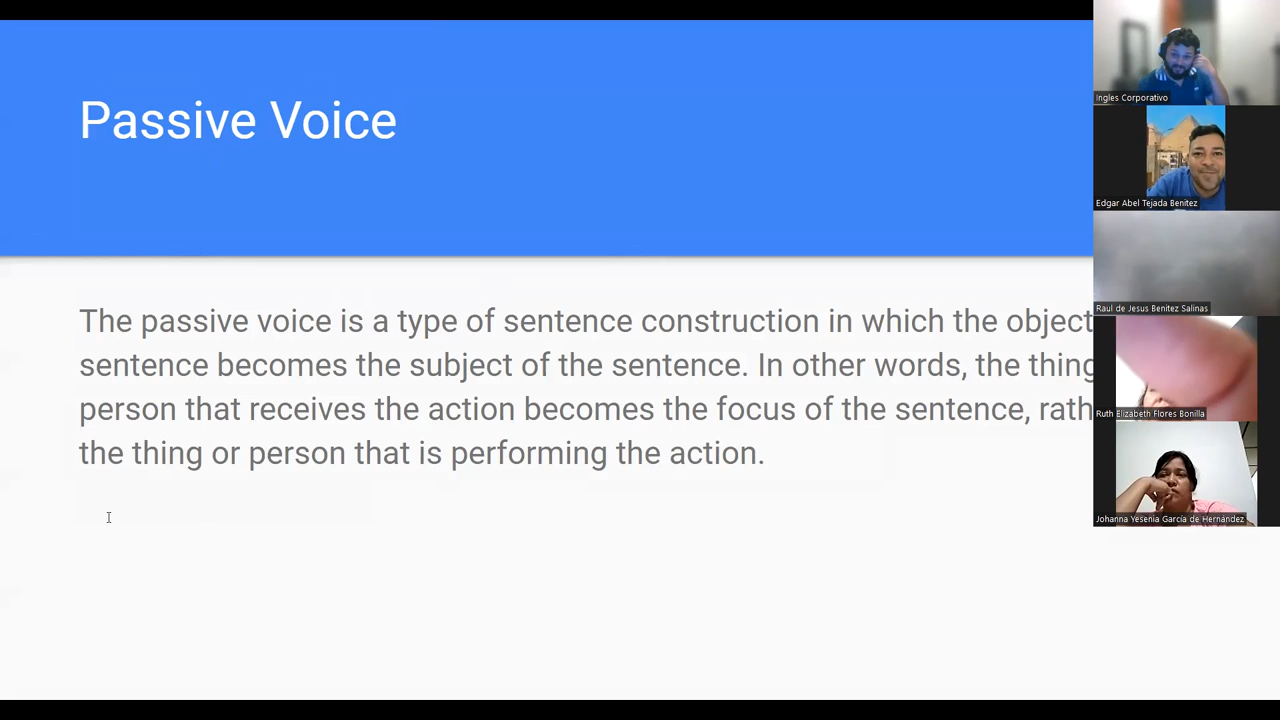 Passive Voice
The passive voice is a type of sentence construction in which the object
sentence becomes the subject of the sentence. In other words, the thing
person that receives the action becomes the focus of the sentence, rath
the thing or person that is performing the action.
Ingles Corporativo
Edgar Abel Tejada Benitez
Raul de Jesus Benitez Salinas
Ruth Elizabeth Flores Bonilla
Johanna Yesenia García de Hernández